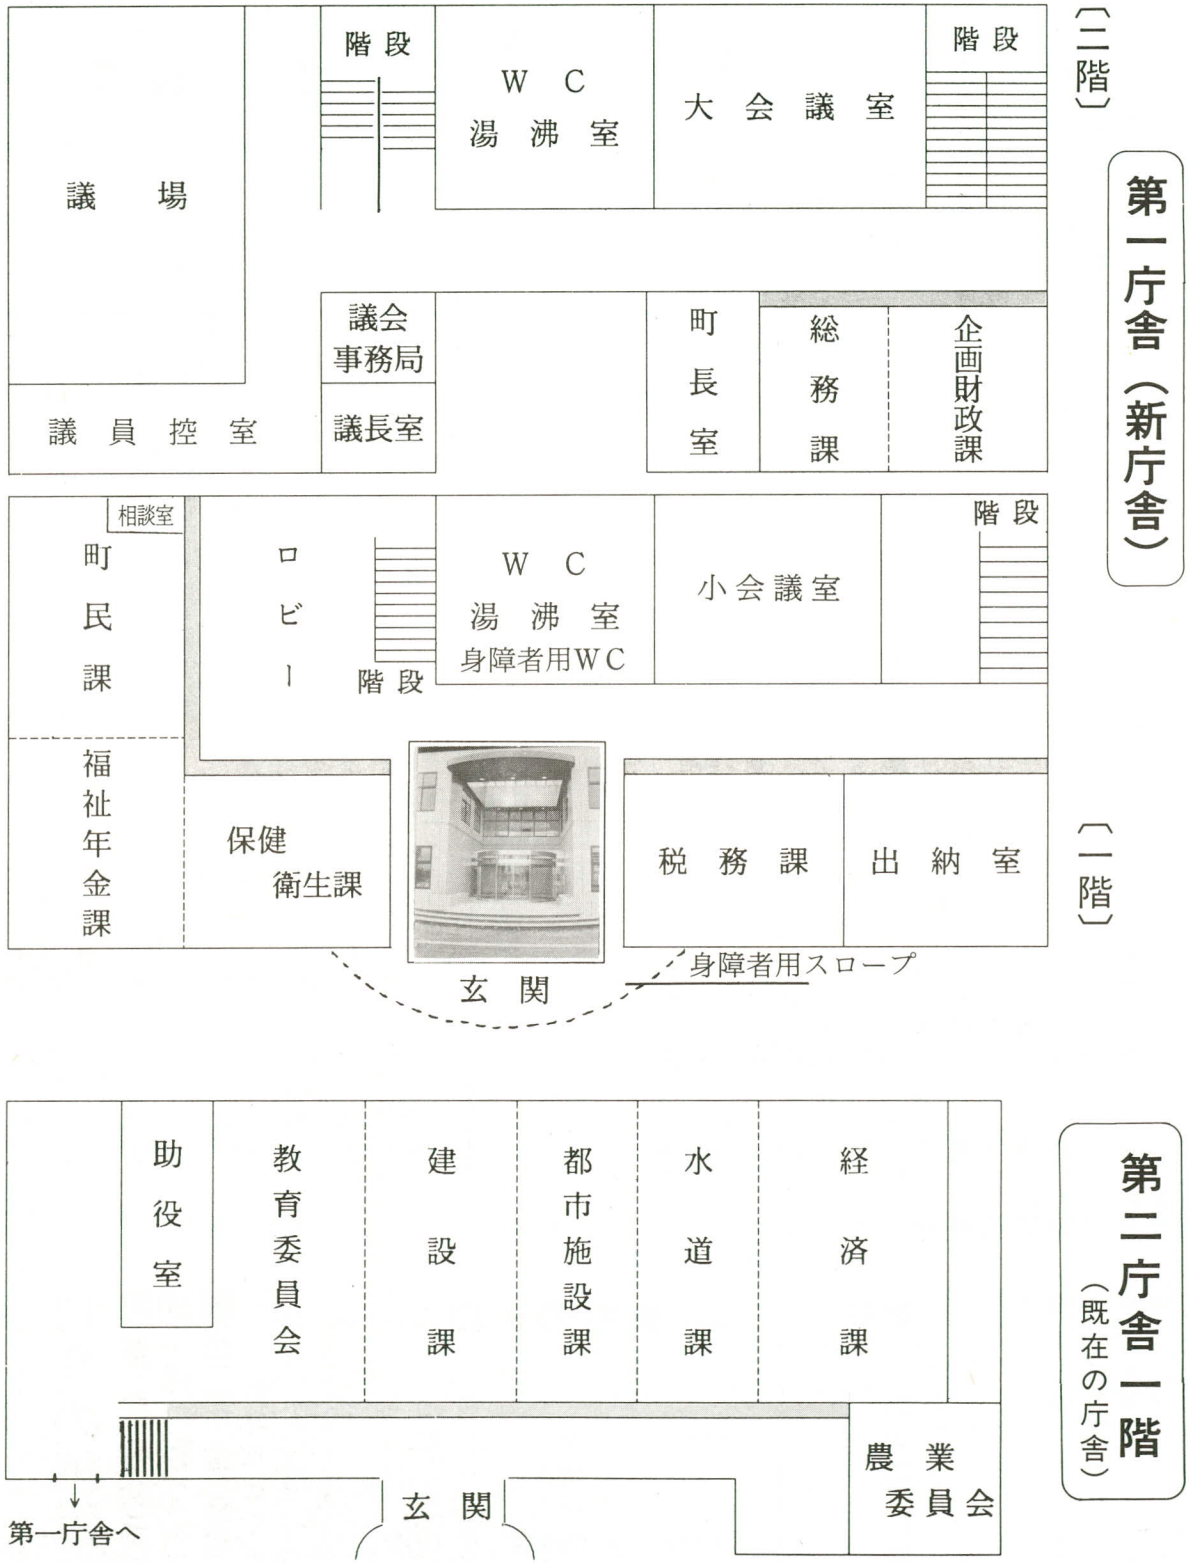 〔二階〕
第一庁舎（新庁舎）
階段
階段
WC
湯沸室
大会議室
議場
議会
事務局
議長室
議員控室
町長室
総務課
企画財政課
〔一階〕
相談室
町民課
ロビー
階段
WC
湯沸室
身障者用WC
小会議室
階段
福祉年金課
保健
衛生課
税務課
出納室
玄関
身障者用スロープ
第二庁舎一階
（既在の庁舎）
助役室
教育委員会
建設課
都市施設課
水道課
経済課
農業
委員会
玄関
第一庁舎へ